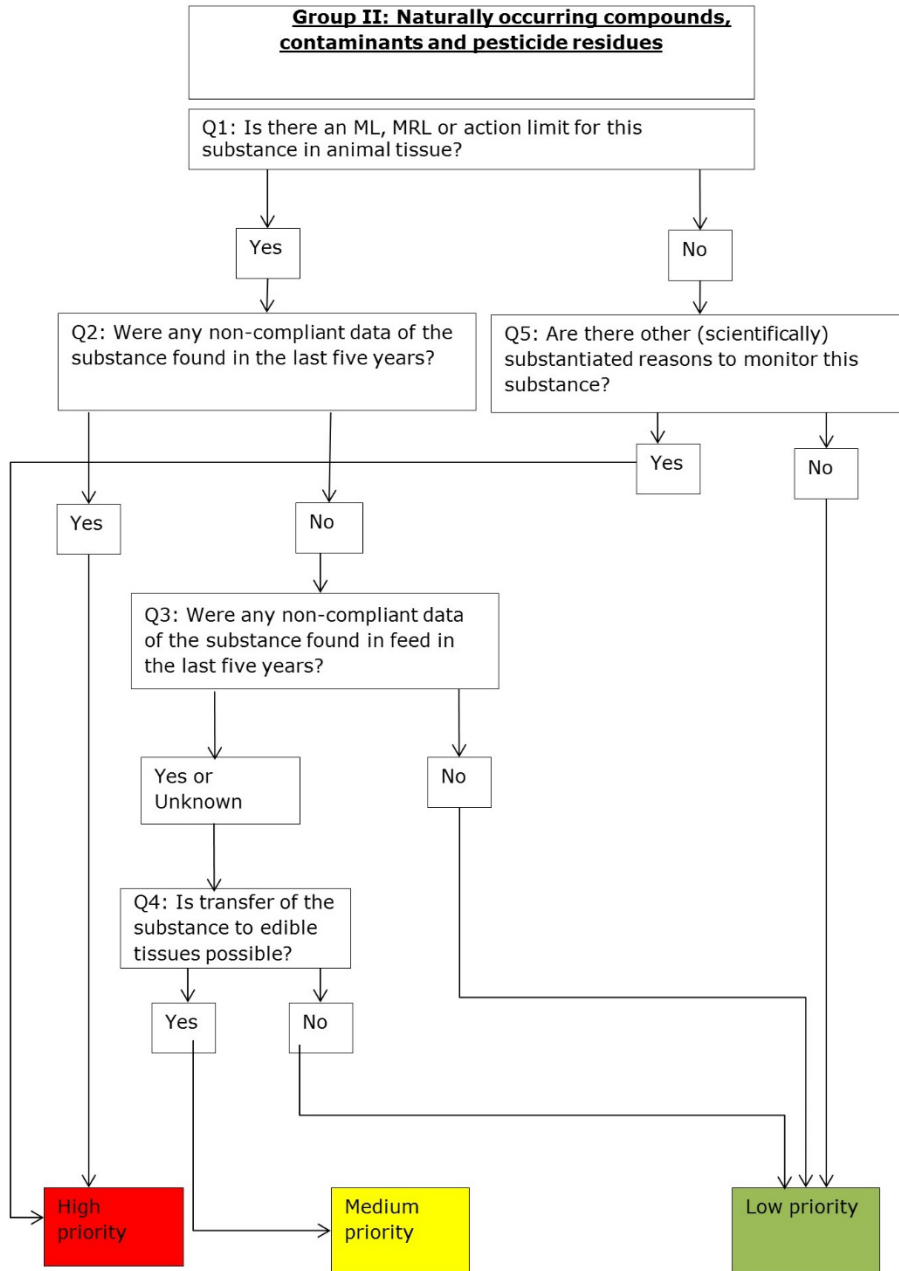 Group II: Naturally occurring compounds,
contaminants and pesticide residues
Q1: Is there an ML, MRL or action limit for this
substance in animal tissue?
Yes
No
Q2: Were any non-compliant data of the
substance found in the last five years?
Q5: Are there other (scientifically)
substantiated reasons to monitor this
substance?
Yes
No
Yes
No
Q3: Were any non-compliant data
of the substance found in feed in
the last five years?
Yes or
Unknown
No
Q4: Is transfer of the
substance to edible
tissues possible?
Yes
No
High
priority
Medium
priority
Low priority